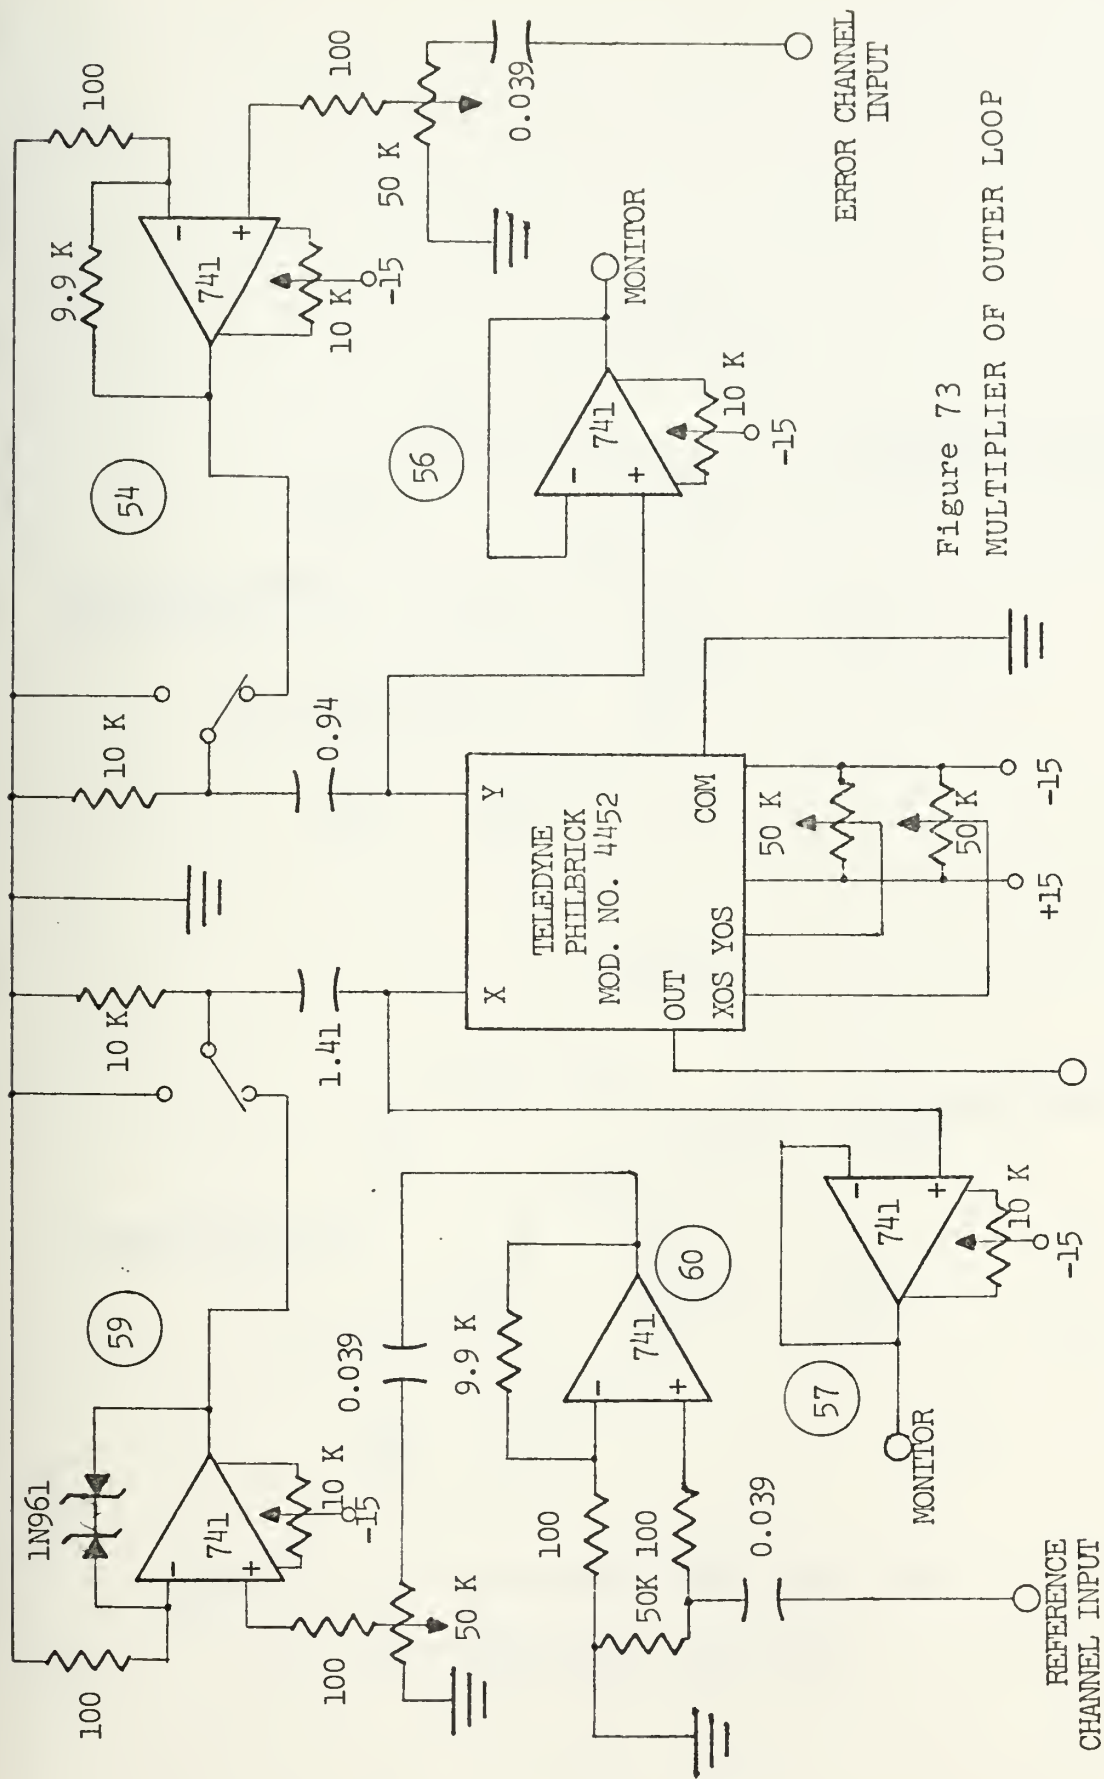 1N961
100
59
741
-
+
10 K
-15
100
50 K
0.039
10 K
1.41
10 K
0.94
54
9.9 K
100
741
-
+
10 K
-15
100
50 K
0.039
ERROR CHANNEL
INPUT
9.9 K
100
741
-
+
60
50K 100
0.039
REFERENCE
CHANNEL INPUT
57
741
-
+
10 K
-15
MONITOR
X
Y
TELEDYNE
PHILBRICK
MOD. NO. 4452
OUT
COM
XOS YOS
50 K
50 K
+15
-15
56
741
-
+
10 K
-15
MONITOR
Figure 73
MULTIPLIER OF OUTER LOOP